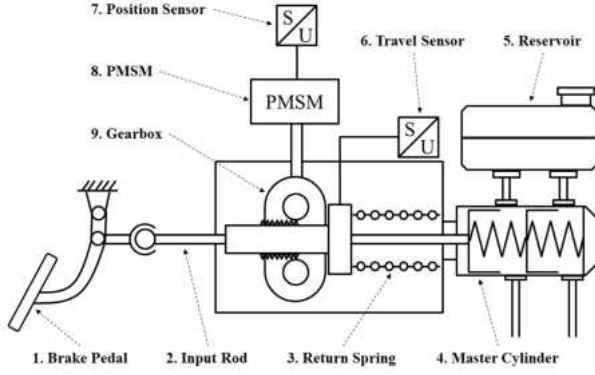 7. Position Sensor
S
U
6. Travel Sensor
5. Reservoir
8. PMSM
PMSM
S
U
9. Gearbox
1. Brake Pedal
2. Input Rod
3. Return Spring
4. Master Cylinder